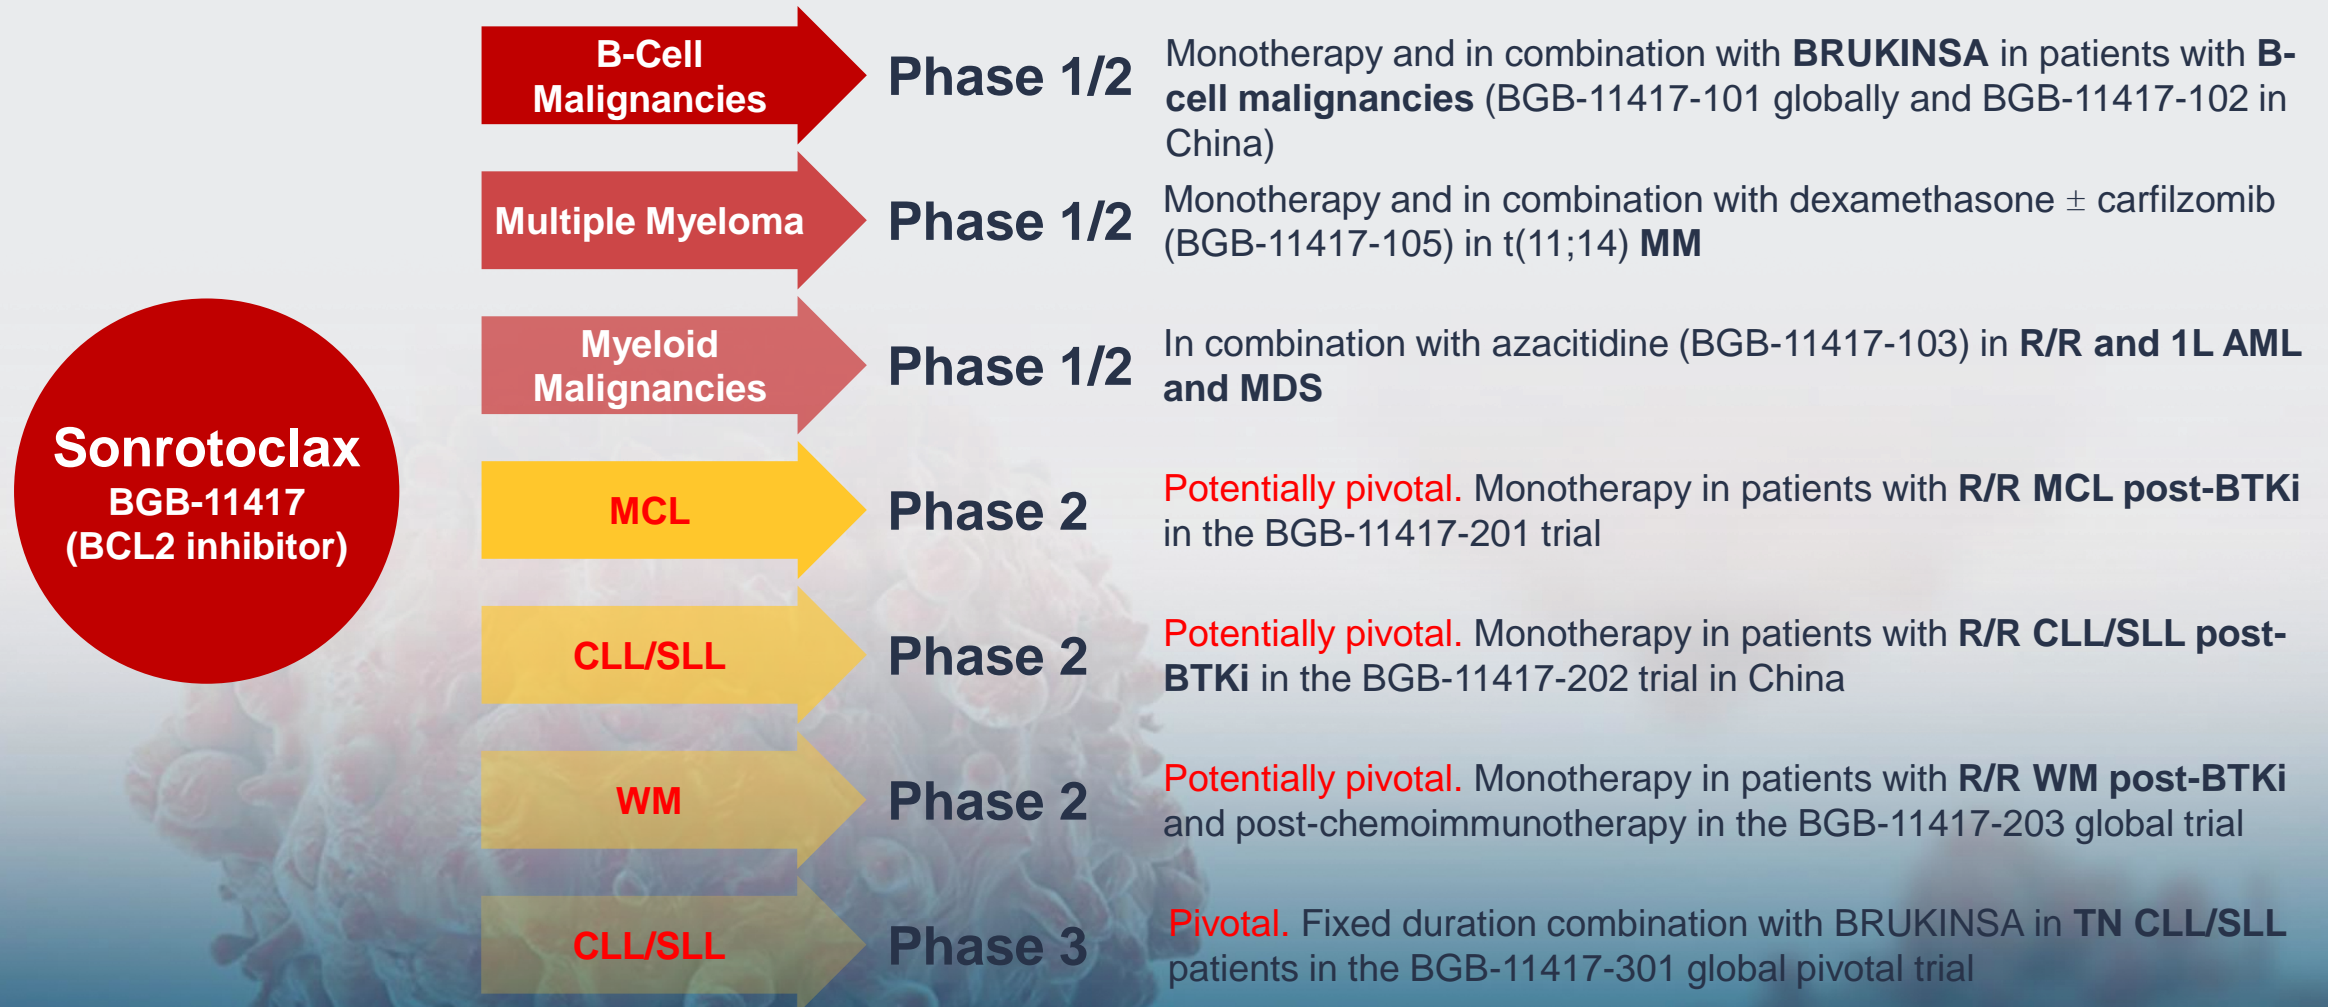 Sonrotoclax
BGB-11417
(BCL2 inhibitor)
B-Cell
Malignancies
Phase 1/2
Monotherapy and in combination with BRUKINSA in patients with B-
cell malignancies (BGB-11417-101 globally and BGB-11417-102 in
China)
Multiple Myeloma
Phase 1/2
Monotherapy and in combination with dexamethasone ± carfilzomib
(BGB-11417-105) in t(11;14) MM
Myeloid
Malignancies
Phase 1/2
In combination with azacitidine (BGB-11417-103) in R/R and 1L AML
and MDS
MCL
Phase 2
Potentially pivotal. Monotherapy in patients with R/R MCL post-BTKi
in the BGB-11417-201 trial
CLL/SLL
Phase 2
Potentially pivotal. Monotherapy in patients with R/R CLL/SLL post-
BTKi in the BGB-11417-202 trial in China
WM
Phase 2
Potentially pivotal. Monotherapy in patients with R/R WM post-BTKi
and post-chemoimmunotherapy in the BGB-11417-203 global trial
CLL/SLL
Phase 3
Pivotal. Fixed duration combination with BRUKINSA in TN CLL/SLL
patients in the BGB-11417-301 global pivotal trial